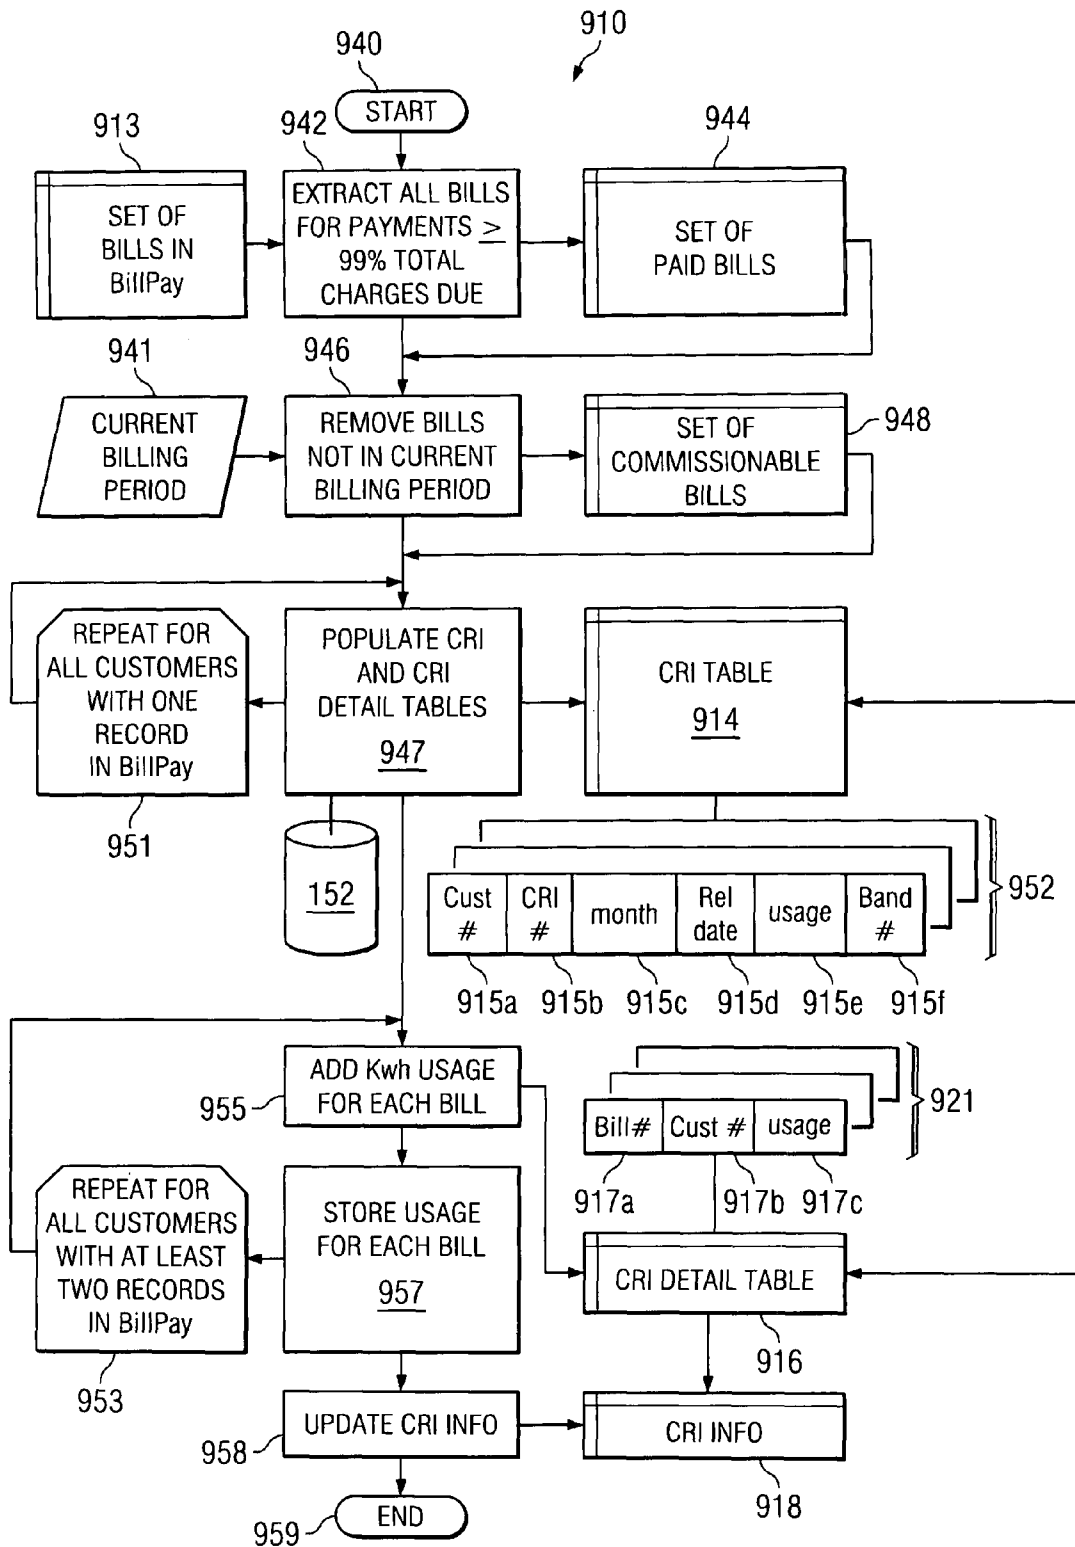 910
940
START
913
SET OF
BILLS IN
BillPay
942
EXTRACT ALL BILLS
FOR PAYMENTS ≥
99% TOTAL
CHARGES DUE
944
SET OF
PAID BILLS
941
CURRENT
BILLING
PERIOD
946
REMOVE BILLS
NOT IN CURRENT
BILLING PERIOD
SET OF
COMMISSIONABLE
BILLS
948
REPEAT FOR
ALL CUSTOMERS
WITH ONE
RECORD
IN BillPay
951
POPULATE CRI
AND CRI
DETAIL TABLES
947
CRI TABLE
914
152
Cust
#
CRI
#
month
Rel
date
usage
Band
#
952
915a
915b
915c
915d
915e
915f
ADD Kwh USAGE
FOR EACH BILL
955
Bill#
Cust #
usage
921
917a
917b
917c
REPEAT FOR
ALL CUSTOMERS
WITH AT LEAST
TWO RECORDS
IN BillPay
953
STORE USAGE
FOR EACH BILL
957
CRI DETAIL TABLE
916
UPDATE CRI INFO
958
CRI INFO
918
END
959